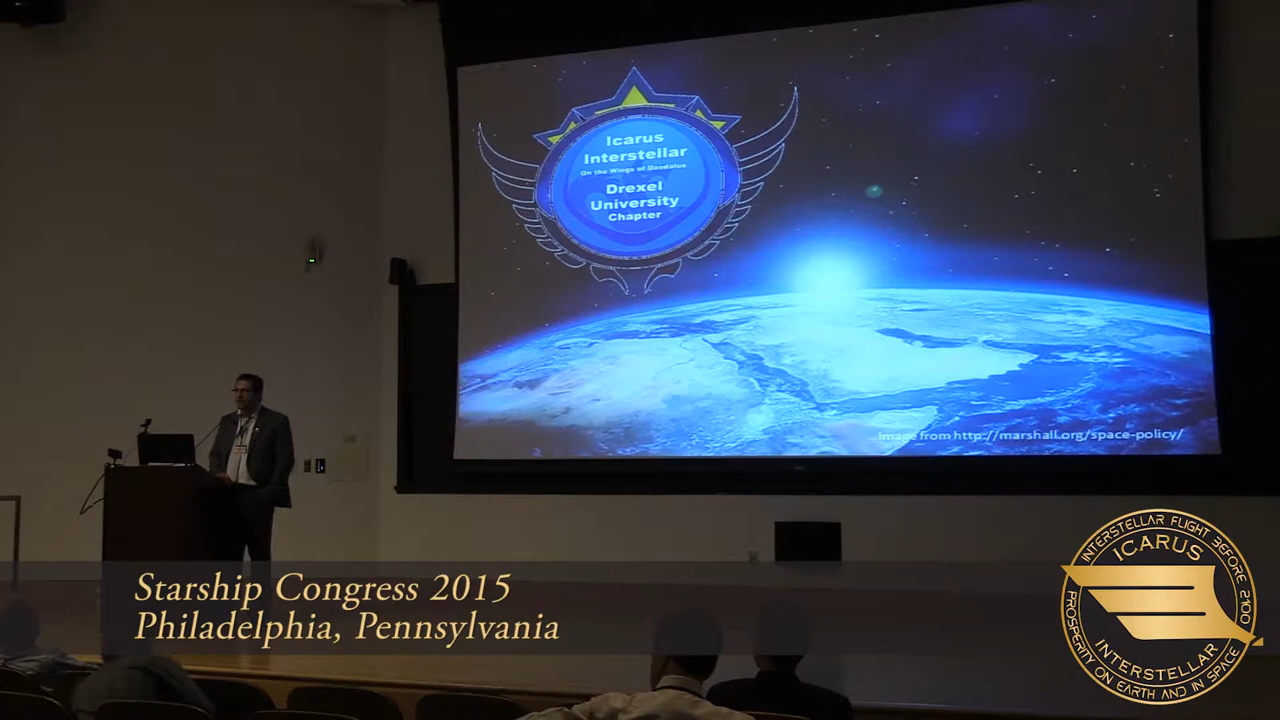 Icarus
Interstellar
On the Wings of Daedalus
Drexel
University
Chapter
Image from http://marshall.org/space-policy/
Starship Congress 2015
Philadelphia, Pennsylvania
INTERSTELLAR FLIGHT BEFORE 2100
ICARUS
INTERSTELLAR
PROSPERITY ON EARTH AND IN SPACE